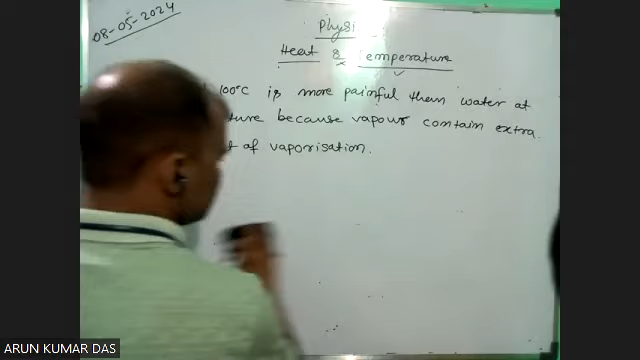 08-05-2024
Physi
Heat & Temperature
100°C is more painful them water at
ture because vapour contain extra
t of vaporisation.
ARUN KUMAR DAS